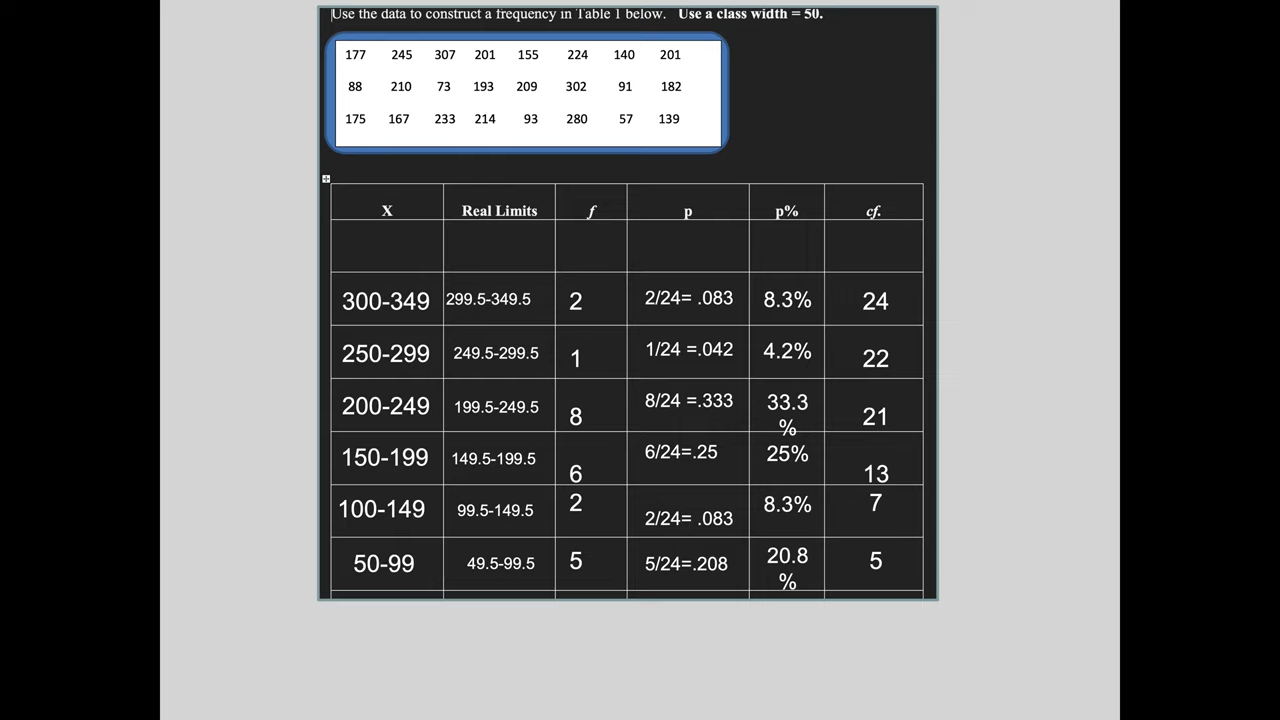 Use the data to construct a frequency in Table 1 below. Use a class width = 50.
177 245 307 201 155 224 140 201
88 210 73 193 209 302 91 182
175 167 233 214 93 280 57 139
X Real Limits f p p% cf.
300-349 299.5-349.5 2 2/24= .083 8.3% 24
250-299 249.5-299.5 1 1/24 =.042 4.2% 22
200-249 199.5-249.5 8 8/24 =.333 33.3
% 21
150-199 149.5-199.5 6 6/24=.25 25% 13
100-149 99.5-149.5 2 2/24= .083 8.3% 7
50-99 49.5-99.5 5 5/24=.208 20.8
% 5